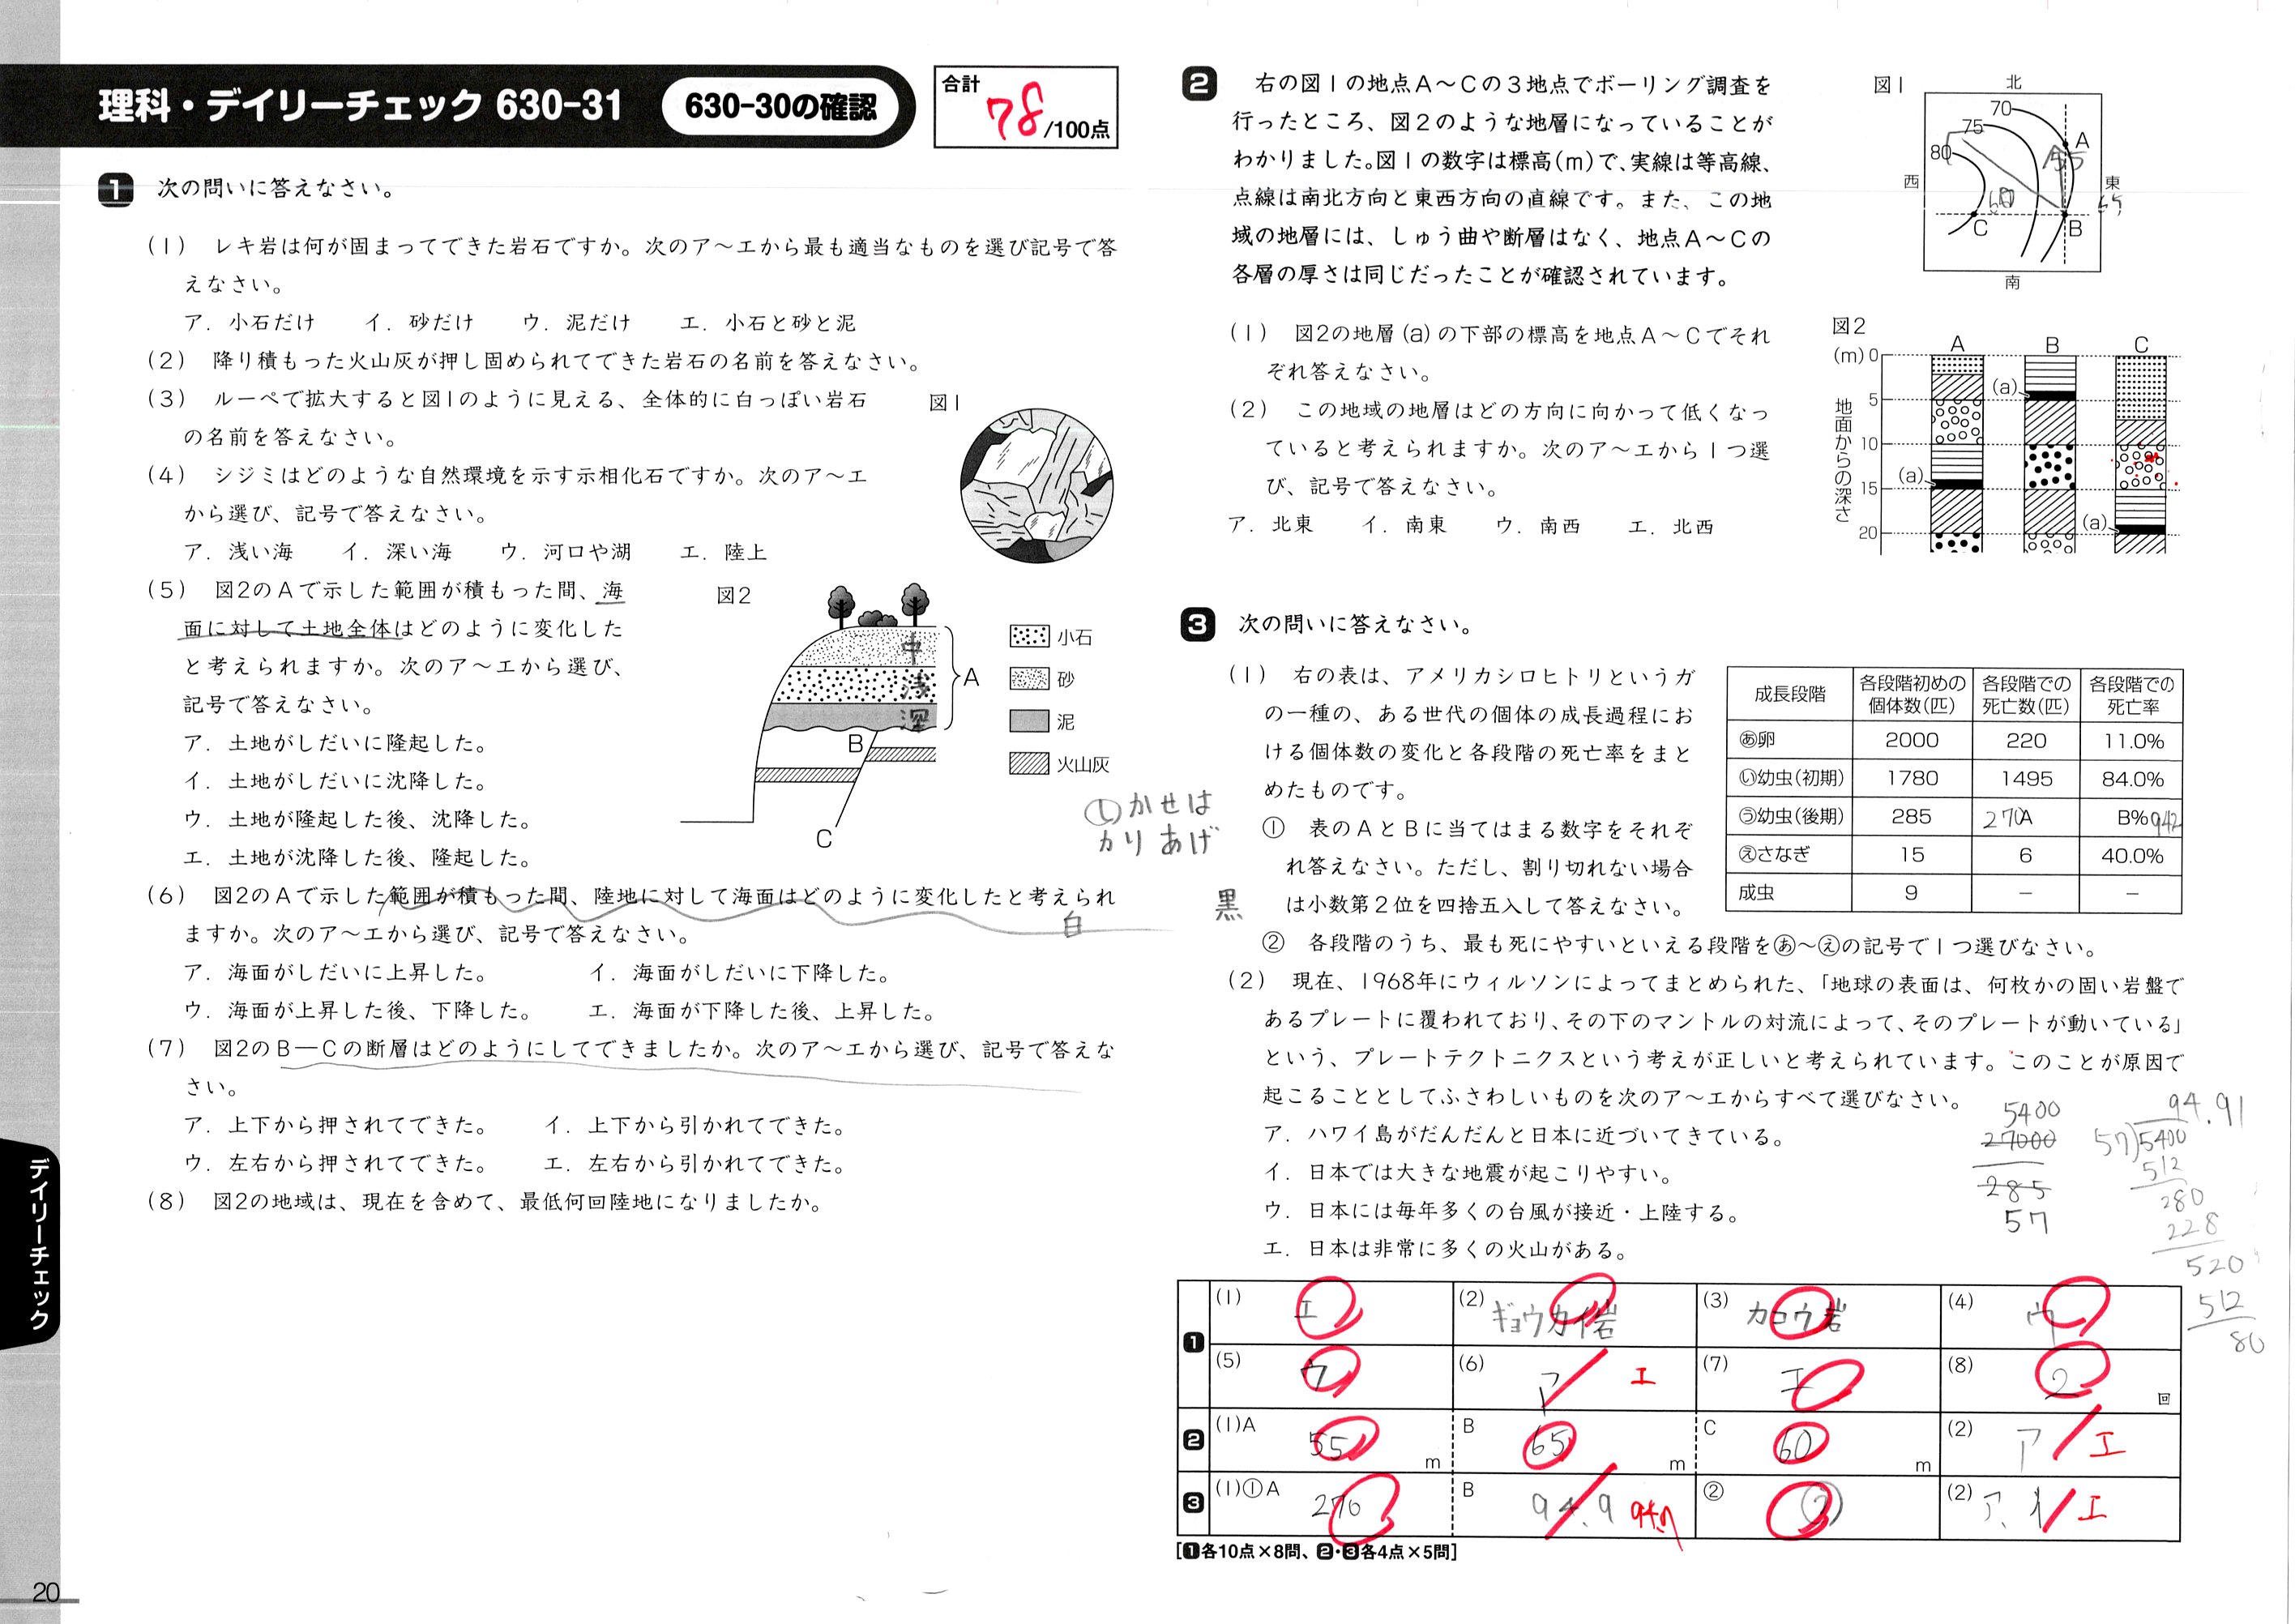 理科・デイリーチェック 630-31
630-30の確認
合計
78/100点
1 次の問いに答えなさい。
(1) レキ岩は何が固まってできた岩石ですか。次のア〜エから最も適当なものを選び記号で答
えなさい。
ア．小石だけ イ．砂だけ ウ．泥だけ エ．小石と砂と泥
(2) 降り積もった火山灰が押し固められてできた岩石の名前を答えなさい。
(3) ルーペで拡大すると図1のように見える、全体的に白っぽい岩石
の名前を答えなさい。
図1
(4) シジミはどのような自然環境を示す示相化石ですか。次のア〜エ
から選び、記号で答えなさい。
ア．浅い海 イ．深い海 ウ．河口や湖 エ．陸上
(5) 図2のAで示した範囲が積もった間、海
面に対して土地全体はどのように変化した
と考えられますか。次のア〜エから選び、
記号で答えなさい。
ア．土地がしだいに隆起した。
イ．土地がしだいに沈降した。
ウ．土地が隆起した後、沈降した。
エ．土地が沈降した後、隆起した。
図2
中
浅
深
A
B
C
小石
砂
泥
火山灰
(6) 図2のAで示した範囲が積もった間、陸地に対して海面はどのように変化したと考えられ
ますか。次のア〜エから選び、記号で答えなさい。
白
ア．海面がしだいに上昇した。 イ．海面がしだいに下降した。
ウ．海面が上昇した後、下降した。 エ．海面が下降した後、上昇した。
(7) 図2のB―Cの断層はどのようにしてできましたか。次のア〜エから選び、記号で答えな
さい。
ア．上下から押されてできた。 イ．上下から引かれてできた。
ウ．左右から押されてできた。 エ．左右から引かれてできた。
(8) 図2の地域は、現在を含めて、最低何回陸地になりましたか。
し かせは
かりあげ
黒
2 右の図1の地点A〜Cの3地点でボーリング調査を
行ったところ、図2のような地層になっていることが
わかりました。図1の数字は標高(m)で、実線は等高線、
点線は南北方向と東西方向の直線です。また、この地
域の地層には、しゅう曲や断層はなく、地点A〜Cの
各層の厚さは同じだったことが確認されています。
図1
北
70
75
80
A
55
西
東
60
65
C
B
南
(1) 図2の地層(a)の下部の標高を地点A〜Cでそれ
ぞれ答えなさい。
(2) この地域の地層はどの方向に向かって低くなっ
ていると考えられますか。次のア〜エから1つ選
び、記号で答えなさい。
ア．北東 イ．南東 ウ．南西 エ．北西
図2
A B C
(m) 0
5
10
15
20
地面からの深さ
(a)
(a)
(a)
3 次の問いに答えなさい。
(1) 右の表は、アメリカシロヒトリというガ
の一種の、ある世代の個体の成長過程にお
ける個体数の変化と各段階の死亡率をまと
めたものです。
① 表のAとBに当てはまる数字をそれぞ
れ答えなさい。ただし、割り切れない場合
は小数第2位を四捨五入して答えなさい。
成長段階 各段階初めの個体数(匹) 各段階での死亡数(匹) 各段階での死亡率
㋐卵 2000 220 11.0%
㋑幼虫(初期) 1780 1495 84.0%
㋒幼虫(後期) 285 270A B%942
㋓さなぎ 15 6 40.0%
成虫 9 − −
② 各段階のうち、最も死にやすいといえる段階を㋐〜㋓の記号で1つ選びなさい。
(2) 現在、1968年にウィルソンによってまとめられた、「地球の表面は、何枚かの固い岩盤で
あるプレートに覆われており、その下のマントルの対流によって、そのプレートが動いている」
という、プレートテクトニクスという考えが正しいと考えられています。このことが原因で
起こることとしてふさわしいものを次のア〜エからすべて選びなさい。
ア．ハワイ島がだんだんと日本に近づいてきている。
イ．日本では大きな地震が起こりやすい。
ウ．日本には毎年多くの台風が接近・上陸する。
エ．日本は非常に多くの火山がある。
5400
27000
285
57
94.91
57)5400
512
280
228
520
512
80
1 (1) エ (2) ギョウカイ岩 (3) カコウ岩 (4) ウ
(5) ウ (6) ア エ (7) エ (8) 2 回
2 (1)A 55 m B 65 m C 60 m (2) ア エ
3 (1)①A 270 B 94.9 94.7 ② う (2) ア、イ エ
[1各10点×8問、2・3各4点×5問]
デイリーチェック
20